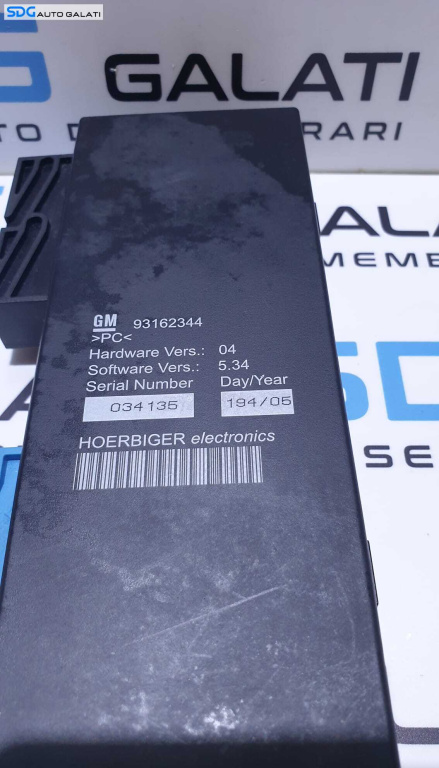 SDG AUTO GALATI
GALATI
GM 93162344
>PC<
Hardware Vers.: 04
Software Vers.: 5.34
Serial Number Day/Year
034135 194/05
HOERBIGER electronics